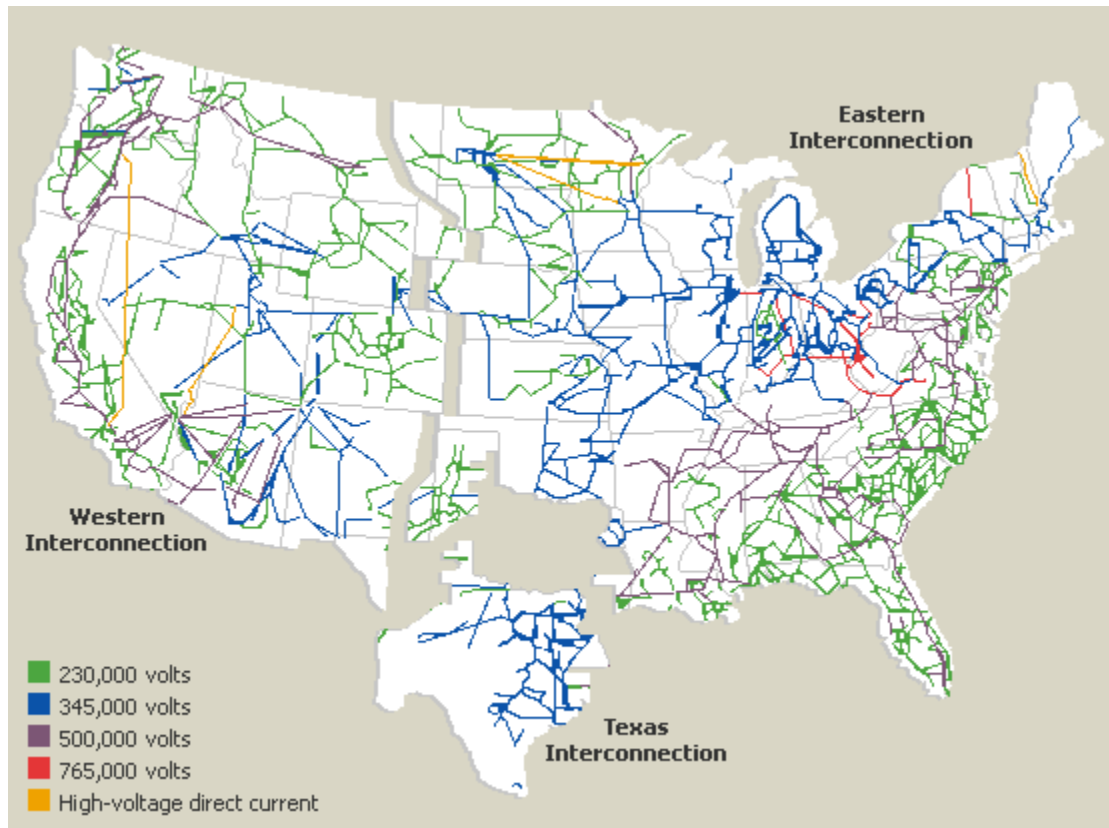 Eastern
Interconnection
Western
Interconnection
Texas
Interconnection
230,000 volts
345,000 volts
500,000 volts
765,000 volts
High-voltage direct current